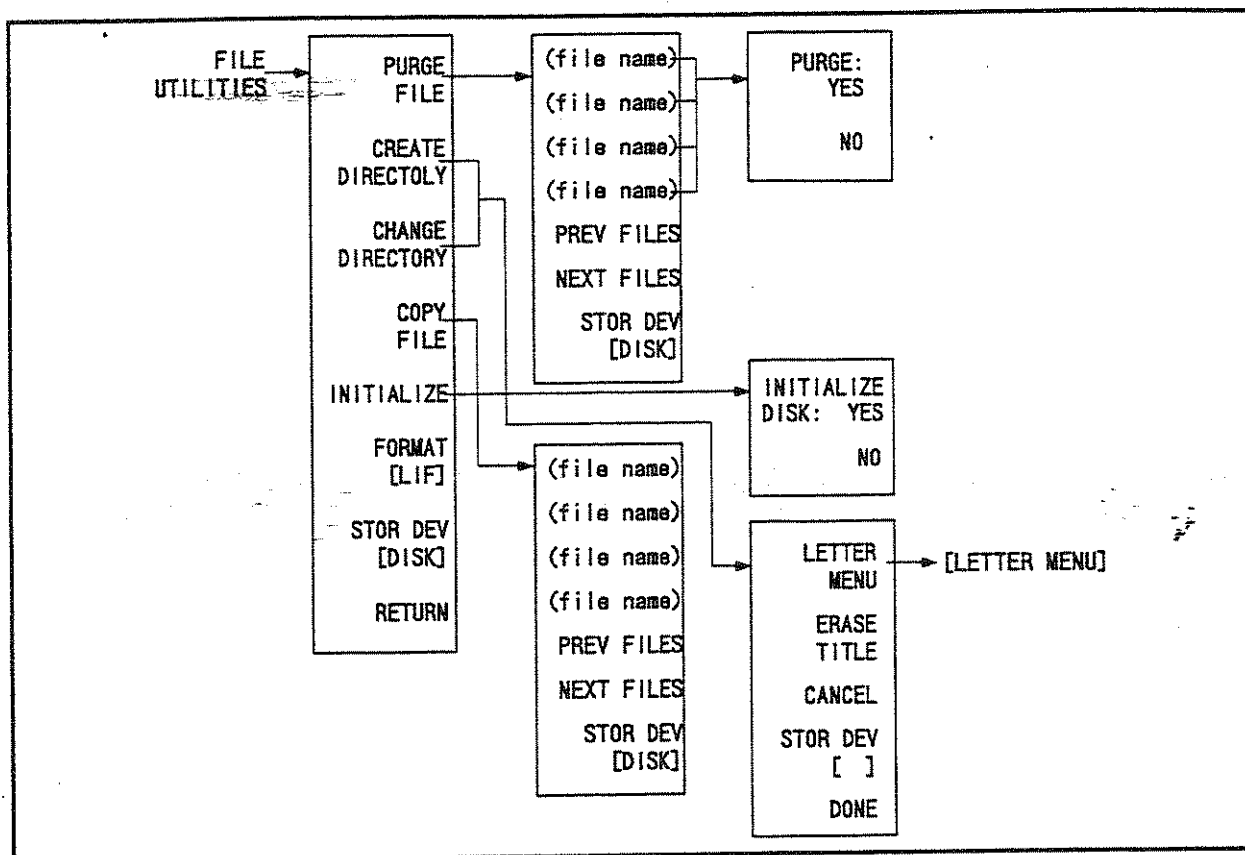 FILE
UTILITIES
PURGE
FILE
CREATE
DIRECTOLY
CHANGE
DIRECTORY
COPY
FILE
INITIALIZE
FORMAT
[LIF]
STOR DEV
[DISK]
RETURN
(file name)
(file name)
(file name)
(file name)
PREV FILES
NEXT FILES
STOR DEV
[DISK]
PURGE:
YES
NO
(file name)
(file name)
(file name)
(file name)
PREV FILES
NEXT FILES
STOR DEV
[DISK]
INITIALIZE
DISK: YES
NO
LETTER
MENU
ERASE
TITLE
CANCEL
STOR DEV
[ ]
DONE
[LETTER MENU]